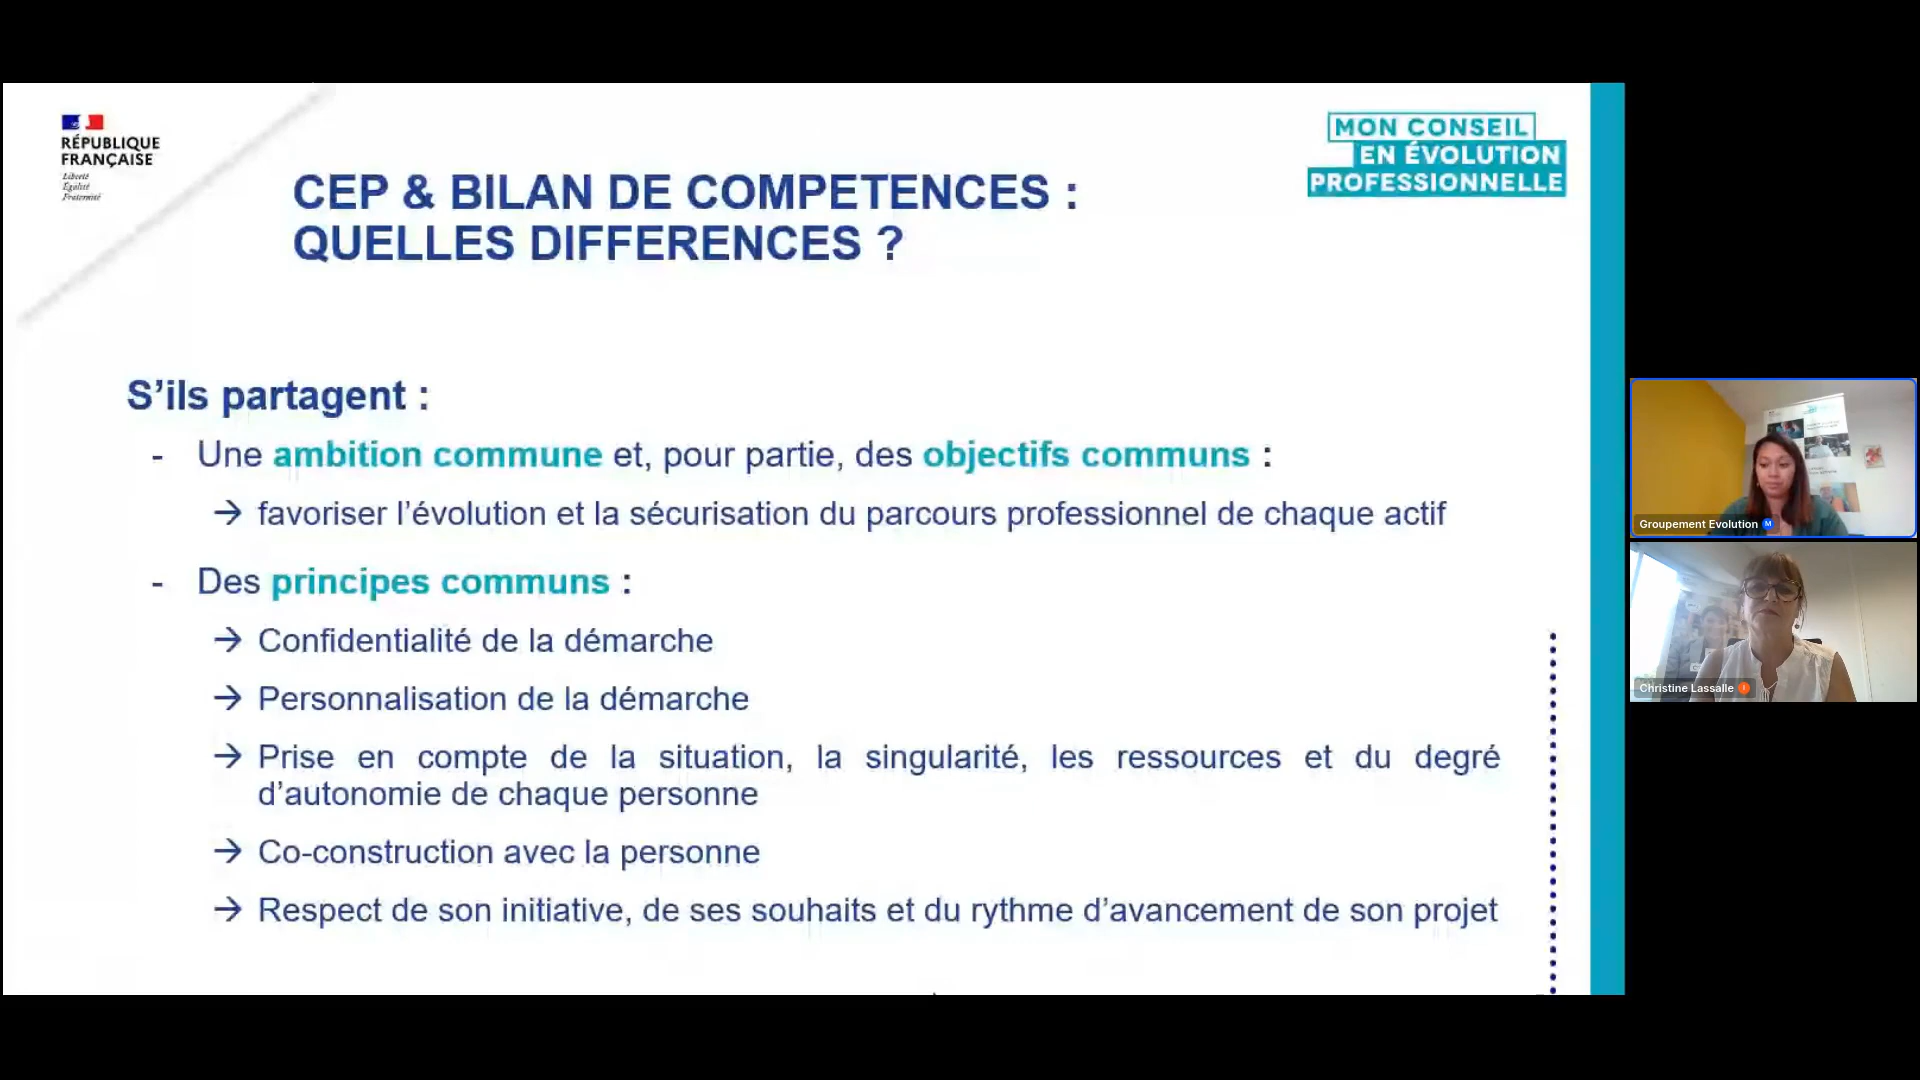 RÉPUBLIQUE
FRANÇAISE
Liberté
Égalité
Fraternité
MON CONSEIL
EN ÉVOLUTION
PROFESSIONNELLE
CEP & BILAN DE COMPETENCES :
QUELLES DIFFERENCES ?
S’ils partagent :
- Une ambition commune et, pour partie, des objectifs communs :
→ favoriser l’évolution et la sécurisation du parcours professionnel de chaque actif
- Des principes communs :
→ Confidentialité de la démarche
→ Personnalisation de la démarche
→ Prise en compte de la situation, la singularité, les ressources et du degré
d’autonomie de chaque personne
→ Co-construction avec la personne
→ Respect de son initiative, de ses souhaits et du rythme d’avancement de son projet
Groupement Evolution M
Christine Lassalle